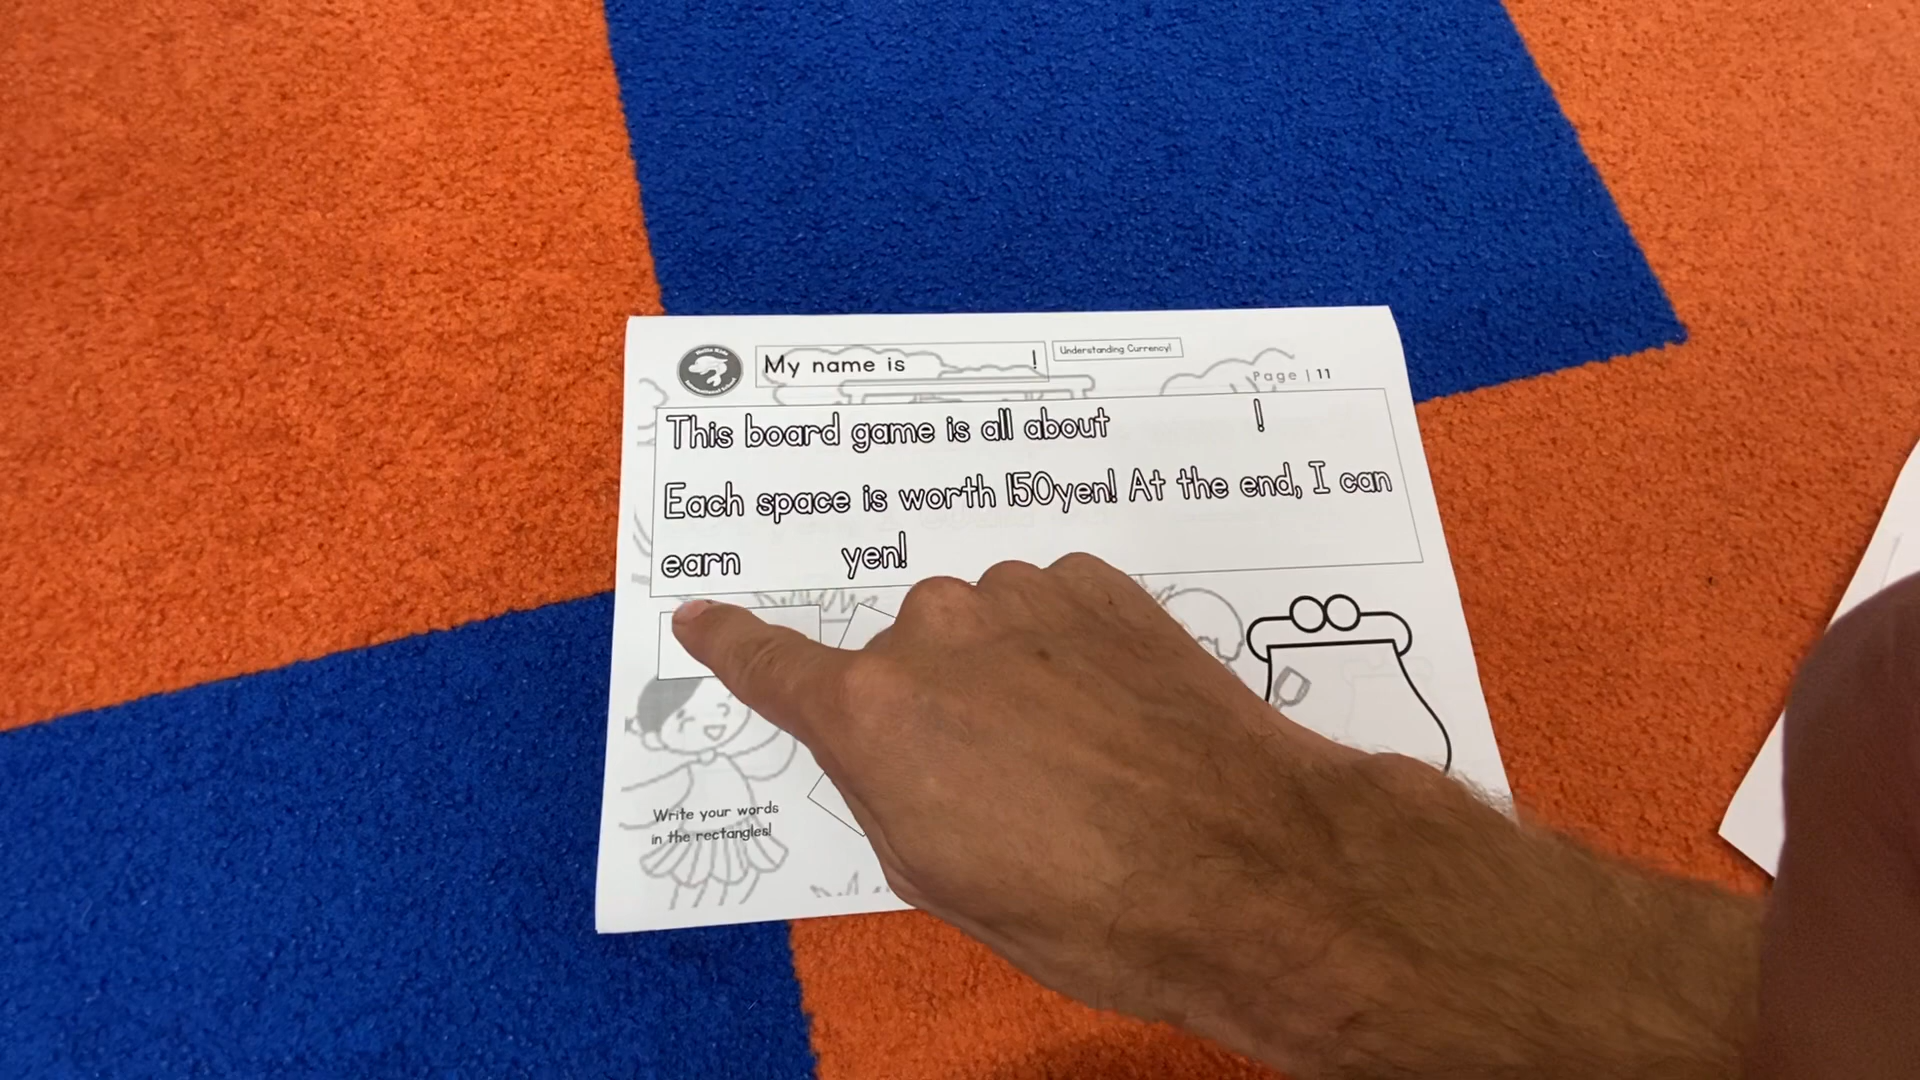 My name is !
Understanding Currency!
Page | 11
This board game is all about !
Each space is worth 150yen! At the end, I can
earn yen!
Write your words
in the rectangles!